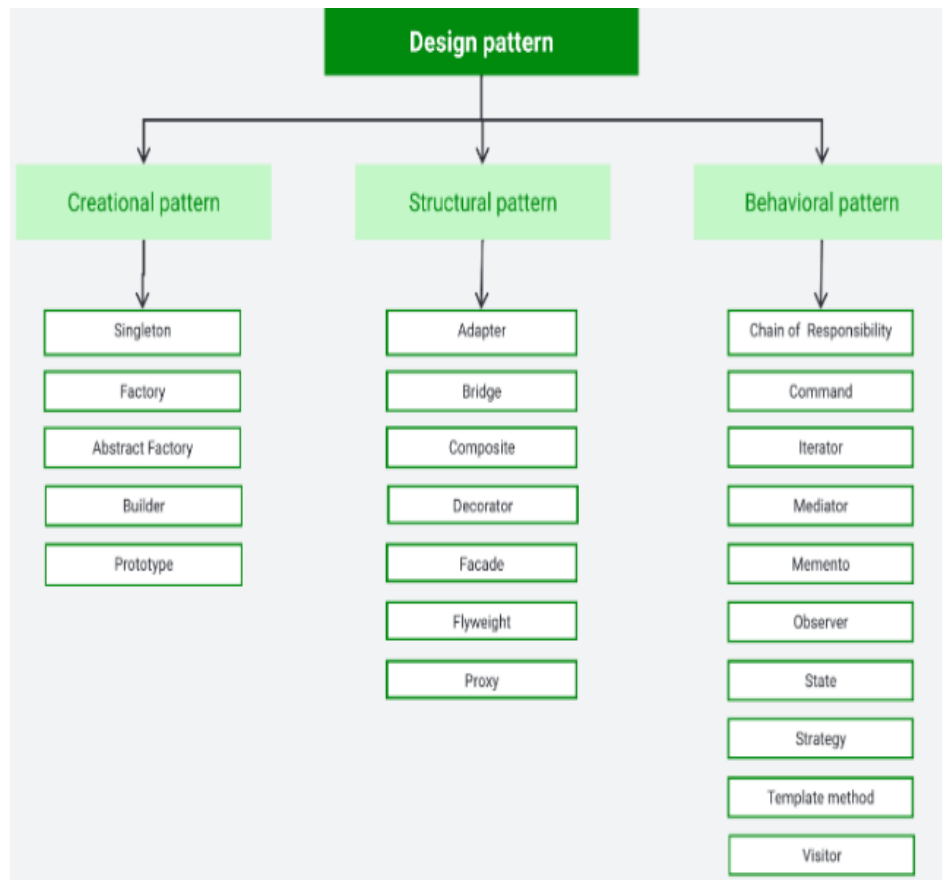 Design pattern
Creational pattern
Structural pattern
Behavioral pattern
Singleton
Factory
Abstract Factory
Builder
Prototype
Adapter
Bridge
Composite
Decorator
Facade
Flyweight
Proxy
Chain of Responsibility
Command
Iterator
Mediator
Memento
Observer
State
Strategy
Template method
Visitor